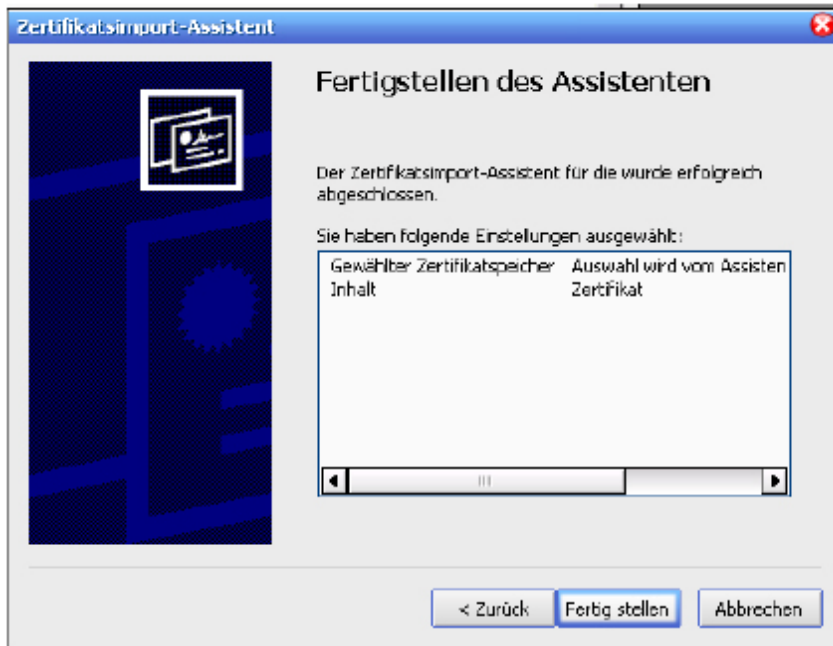 Zertifikatsimport-Assistent
Fertigstellen des Assistenten
Der Zertifikatsimport-Assistent für die wurde erfolgreich
abgeschlossen.
Sie haben folgende Einstellungen ausgewählt:
Gewählter Zertifikatspeicher Auswahl wird vom Assisten
Inhalt Zertifikat
< Zurück Fertig stellen Abbrechen